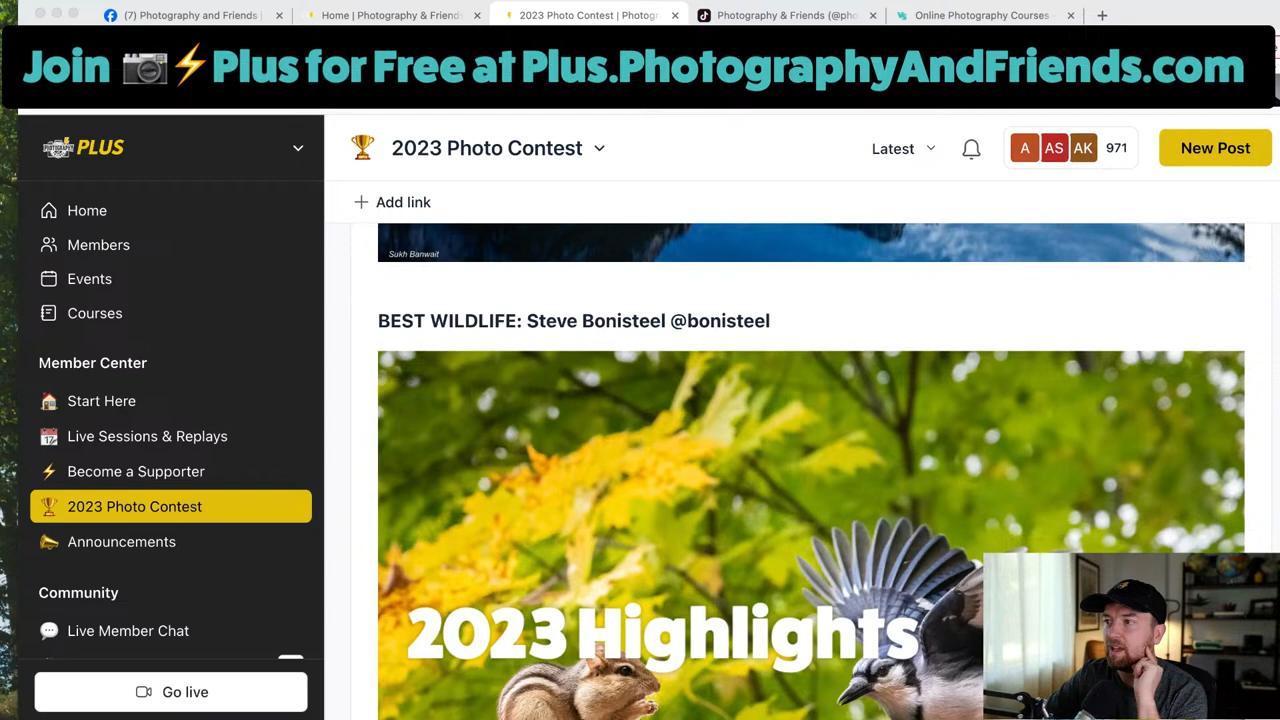 (7) Photography and Friends |
Home | Photography & Friends
2023 Photo Contest | Photogr
Photography & Friends (@pho
Online Photography Courses
Join 📷⚡Plus for Free at Plus.PhotographyAndFriends.com
PLUS
2023 Photo Contest
Latest
A AS AK 971
New Post
Add link
Home
Members
Events
Courses
Member Center
Start Here
Live Sessions & Replays
Become a Supporter
2023 Photo Contest
Announcements
Community
Live Member Chat
Go live
Sukh Banwait
BEST WILDLIFE: Steve Bonisteel @bonisteel
2023 Highlights